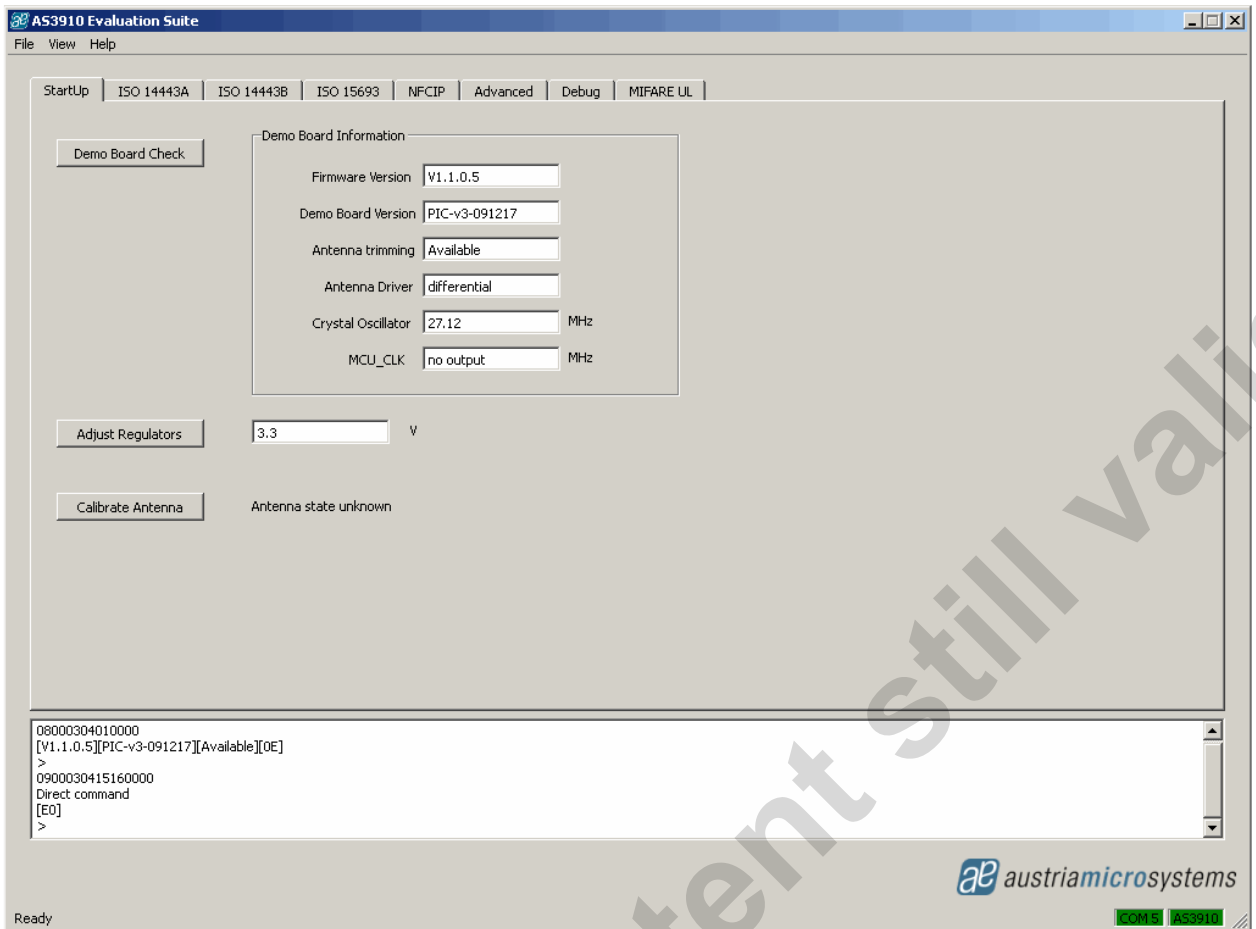 AS3910 Evaluation Suite
File View Help
StartUp ISO 14443A ISO 14443B ISO 15693 NFCIP Advanced Debug MIFARE UL
Demo Board Check
Demo Board Information
Firmware Version V1.1.0.5
Demo Board Version PIC-v3-091217
Antenna trimming Available
Antenna Driver differential
Crystal Oscillator 27.12 MHz
MCU_CLK no output MHz
Adjust Regulators 3.3 V
Calibrate Antenna Antenna state unknown
08000304010000
[V1.1.0.5][PIC-v3-091217][Available][0E]
>
0900030415160000
Direct command
[E0]
>
ae austriamicrosystems
Ready COM 5 AS3910
still